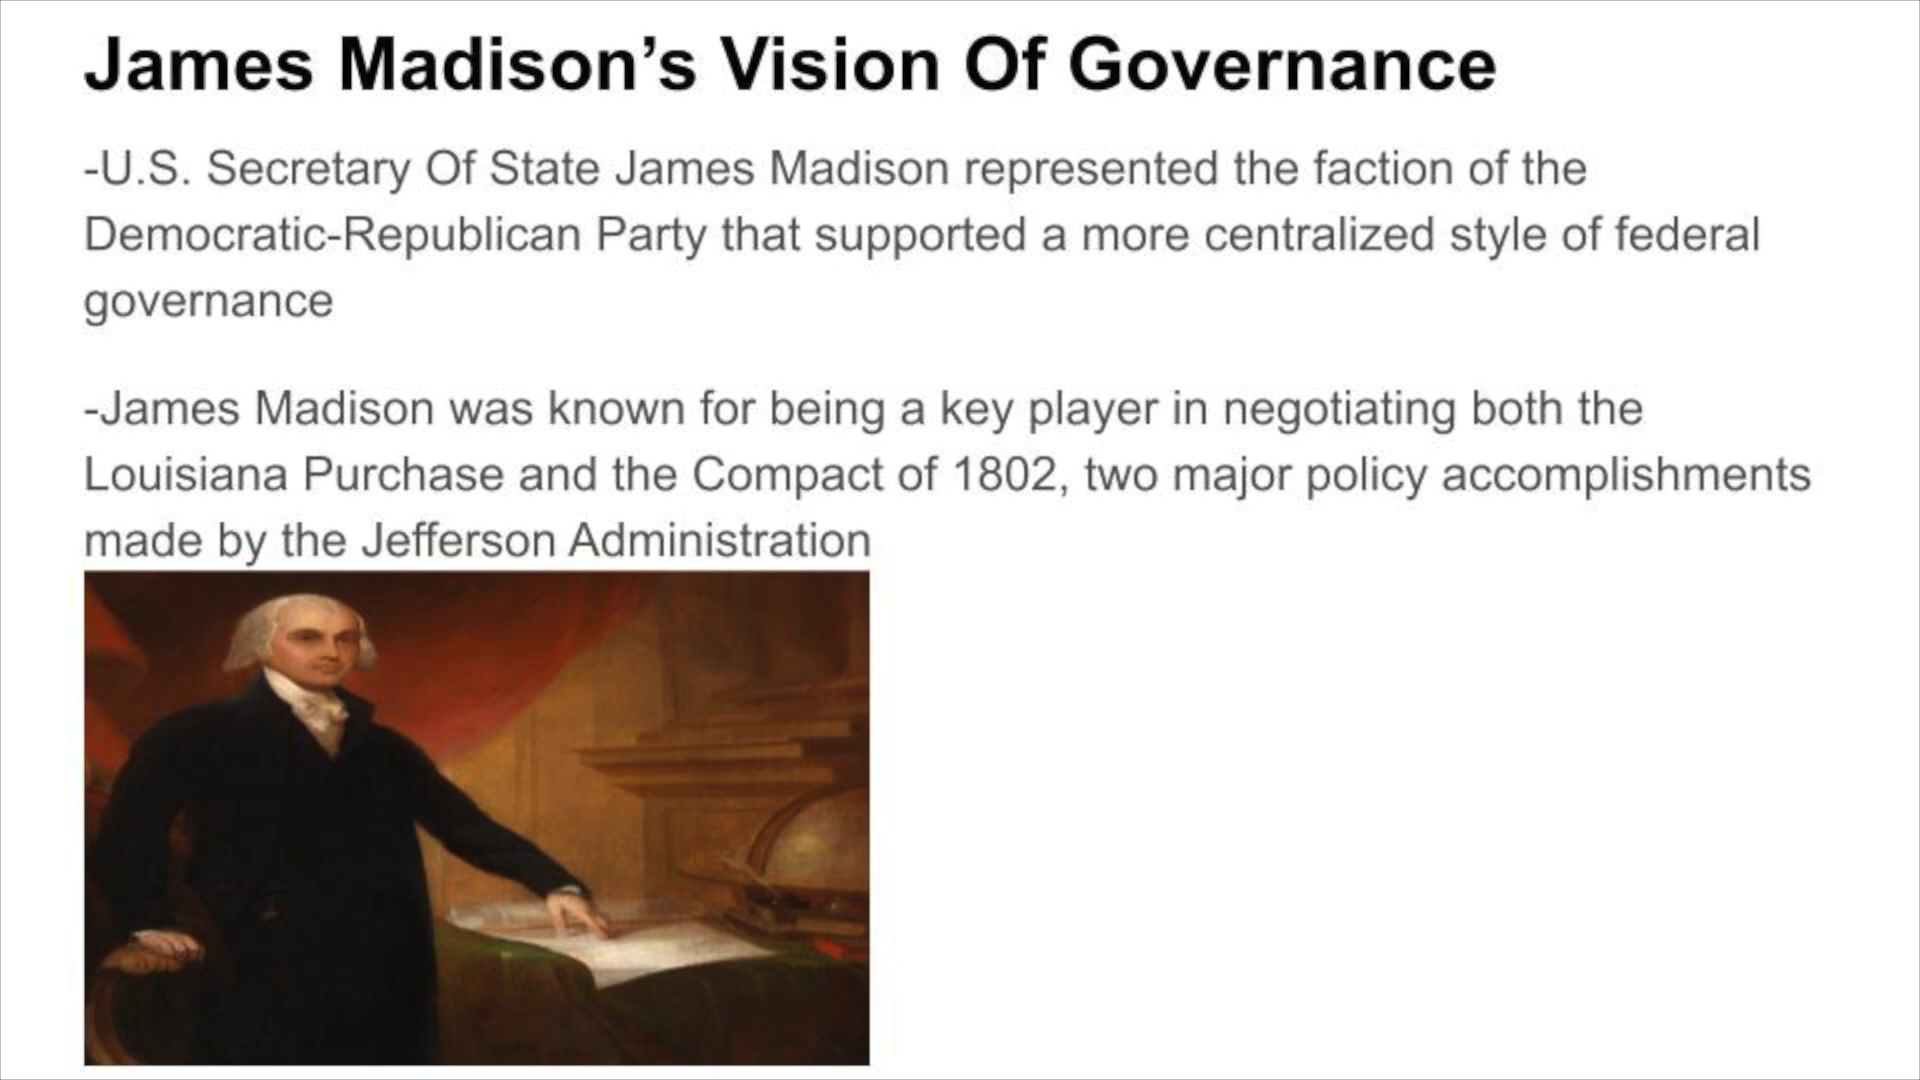 James Madison’s Vision Of Governance
-U.S. Secretary Of State James Madison represented the faction of the
Democratic-Republican Party that supported a more centralized style of federal
governance
-James Madison was known for being a key player in negotiating both the
Louisiana Purchase and the Compact of 1802, two major policy accomplishments
made by the Jefferson Administration